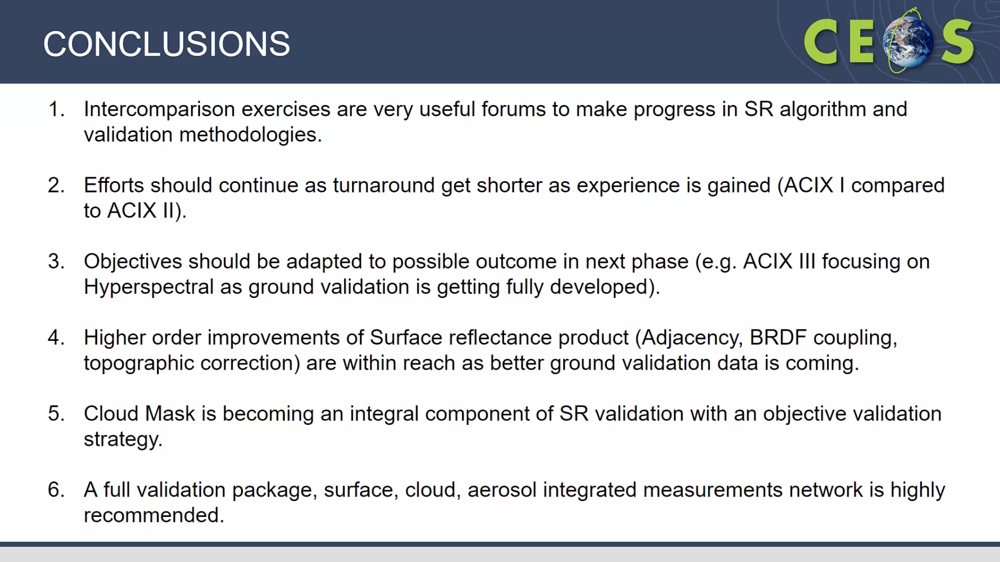 CONCLUSIONS
CEOS
1. Intercomparison exercises are very useful forums to make progress in SR algorithm and
validation methodologies.
2. Efforts should continue as turnaround get shorter as experience is gained (ACIX I compared
to ACIX II).
3. Objectives should be adapted to possible outcome in next phase (e.g. ACIX III focusing on
Hyperspectral as ground validation is getting fully developed).
4. Higher order improvements of Surface reflectance product (Adjacency, BRDF coupling,
topographic correction) are within reach as better ground validation data is coming.
5. Cloud Mask is becoming an integral component of SR validation with an objective validation
strategy.
6. A full validation package, surface, cloud, aerosol integrated measurements network is highly
recommended.